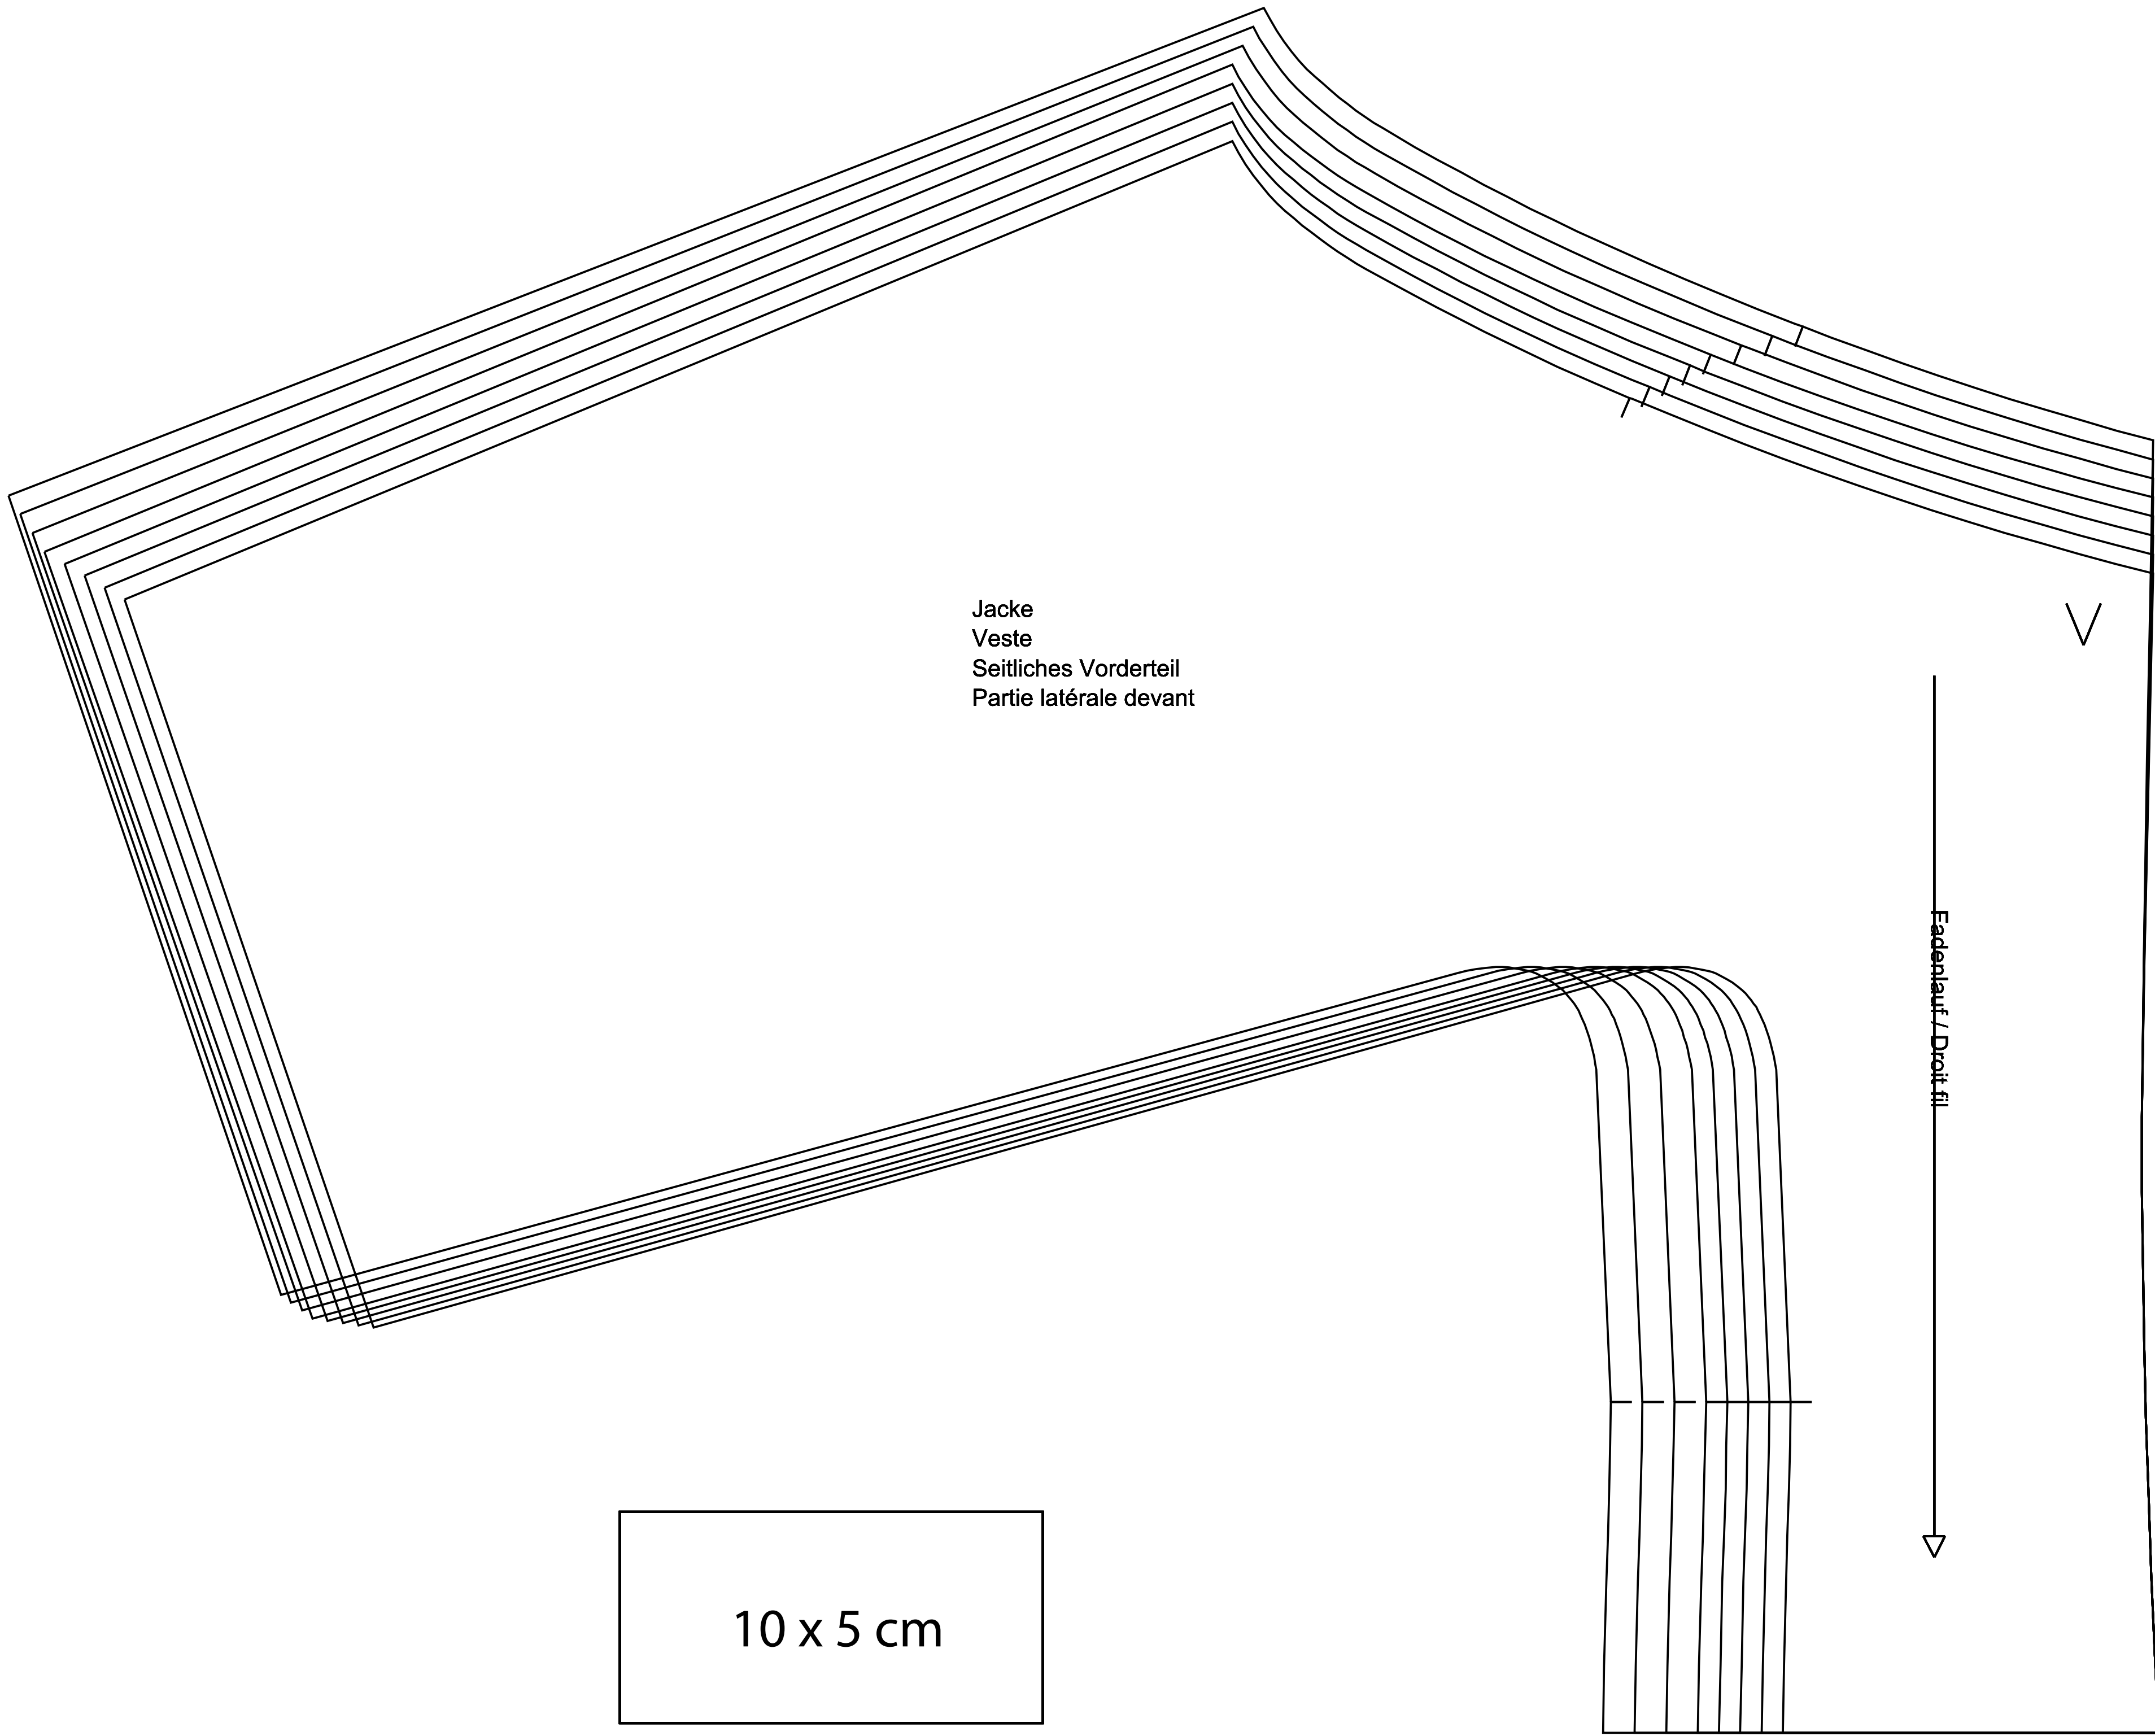 Jacke
Veste
Seitliches Vorderteil
Partie latérale devant
Fadenlauf / Droit fil
10 x 5 cm